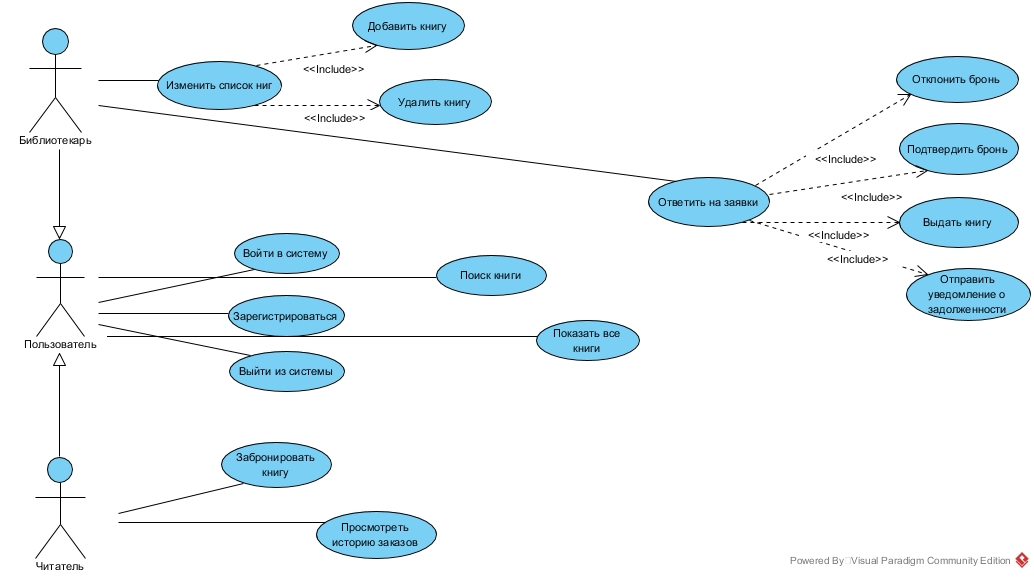 Добавить книгу
<<Include>>
Изменить список ниг
Удалить книгу
<<Include>>
Библиотекарь
Отклонить бронь
<<Include>>
Подтвердить бронь
<<Include>>
Ответить на заявки
Выдать книгу
<<Include>>
<<Include>>
Отправить
уведомление о
задолженности
Войти в систему
Поиск книги
Зарегистрироваться
Пользователь
Показать все
книги
Выйти из системы
Забронировать
книгу
Просмотреть
историю заказов
Читатель
Powered By Visual Paradigm Community Edition